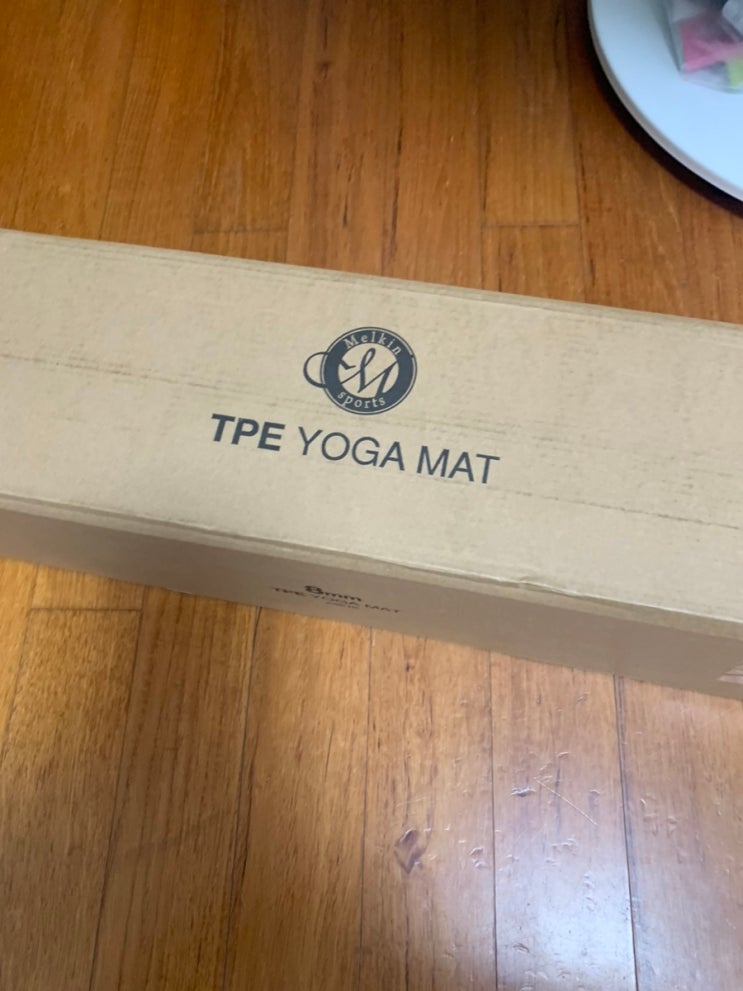 Melkin
M
sports
TPE YOGA MAT
8mm
TPE YOGA MAT